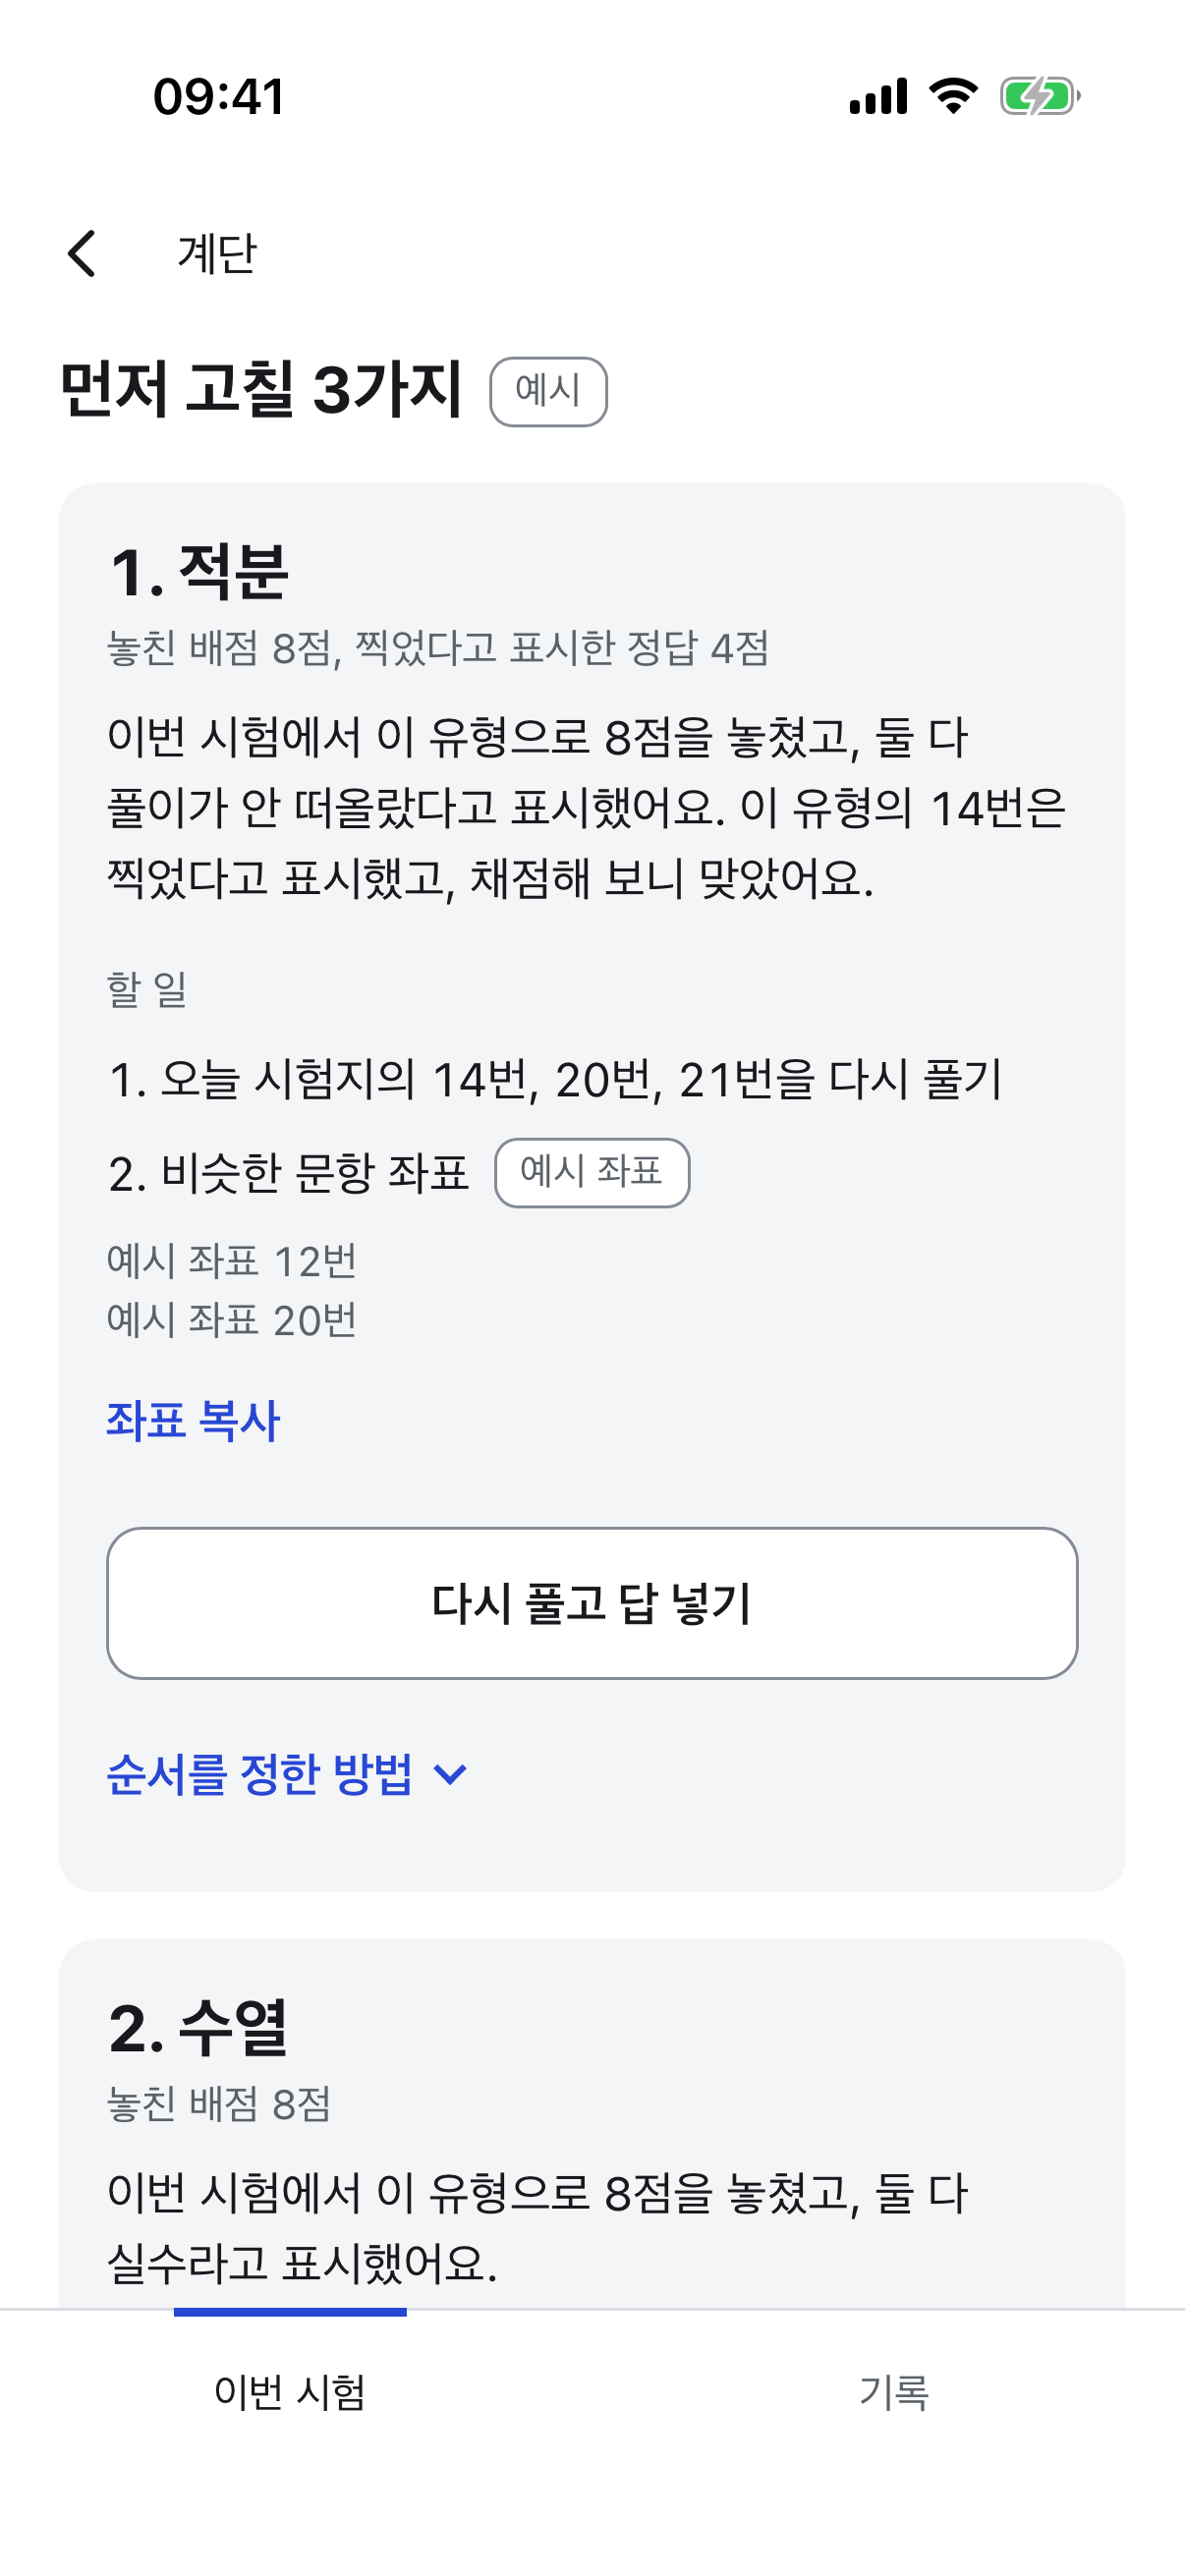 09:41
계단
먼저 고칠 3가지 예시
1. 적분
놓친 배점 8점, 찍었다고 표시한 정답 4점
이번 시험에서 이 유형으로 8점을 놓쳤고, 둘 다
풀이가 안 떠올랐다고 표시했어요. 이 유형의 14번은
찍었다고 표시했고, 채점해 보니 맞았어요.
할 일
1. 오늘 시험지의 14번, 20번, 21번을 다시 풀기
2. 비슷한 문항 좌표 예시 좌표
예시 좌표 12번
예시 좌표 20번
좌표 복사
다시 풀고 답 넣기
순서를 정한 방법
2. 수열
놓친 배점 8점
이번 시험에서 이 유형으로 8점을 놓쳤고, 둘 다
실수라고 표시했어요.
이번 시험 기록